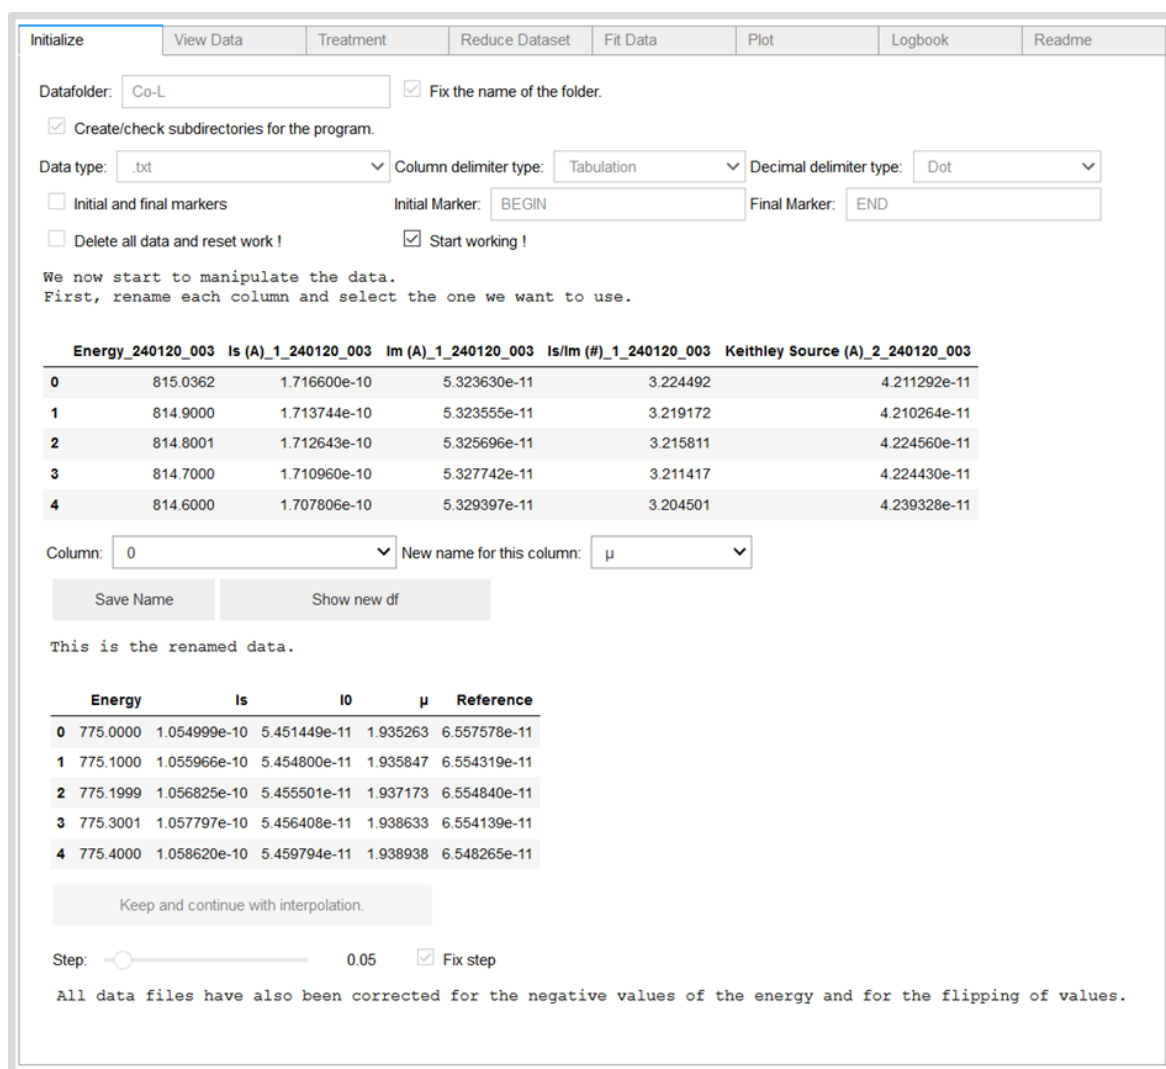 Initialize View Data Treatment Reduce Dataset Fit Data Plot Logbook Readme
Datafolder: Co-L Fix the name of the folder.
Create/check subdirectories for the program.
Data type: .txt Column delimiter type: Tabulation Decimal delimiter type: Dot
Initial and final markers Initial Marker: BEGIN Final Marker: END
Delete all data and reset work ! Start working !
We now start to manipulate the data.
First, rename each column and select the one we want to use.
Energy_240120_003 Is (A)_1_240120_003 Im (A)_1_240120_003 Is/Im (#)_1_240120_003 Keithley Source (A)_2_240120_003
0 815.0362 1.716600e-10 5.323630e-11 3.224492 4.211292e-11
1 814.9000 1.713744e-10 5.323555e-11 3.219172 4.210264e-11
2 814.8001 1.712643e-10 5.325696e-11 3.215811 4.224560e-11
3 814.7000 1.710960e-10 5.327742e-11 3.211417 4.224430e-11
4 814.6000 1.707806e-10 5.329397e-11 3.204501 4.239328e-11
Column: 0 New name for this column: μ
Save Name Show new df
This is the renamed data.
Energy Is I0 μ Reference
0 775.0000 1.054999e-10 5.451449e-11 1.935263 6.557578e-11
1 775.1000 1.055966e-10 5.454800e-11 1.935847 6.554319e-11
2 775.1999 1.056825e-10 5.455501e-11 1.937173 6.554840e-11
3 775.3001 1.057797e-10 5.456408e-11 1.938633 6.554139e-11
4 775.4000 1.058620e-10 5.459794e-11 1.938938 6.548265e-11
Keep and continue with interpolation.
Step: 0.05 Fix step
All data files have also been corrected for the negative values of the energy and for the flipping of values.